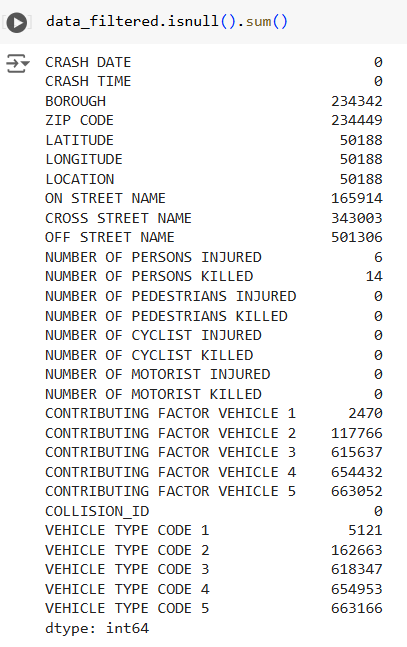 data_filtered.isnull().sum()
CRASH DATE 0
CRASH TIME 0
BOROUGH 234342
ZIP CODE 234449
LATITUDE 50188
LONGITUDE 50188
LOCATION 50188
ON STREET NAME 165914
CROSS STREET NAME 343003
OFF STREET NAME 501306
NUMBER OF PERSONS INJURED 6
NUMBER OF PERSONS KILLED 14
NUMBER OF PEDESTRIANS INJURED 0
NUMBER OF PEDESTRIANS KILLED 0
NUMBER OF CYCLIST INJURED 0
NUMBER OF CYCLIST KILLED 0
NUMBER OF MOTORIST INJURED 0
NUMBER OF MOTORIST KILLED 0
CONTRIBUTING FACTOR VEHICLE 1 2470
CONTRIBUTING FACTOR VEHICLE 2 117766
CONTRIBUTING FACTOR VEHICLE 3 615637
CONTRIBUTING FACTOR VEHICLE 4 654432
CONTRIBUTING FACTOR VEHICLE 5 663052
COLLISION_ID 0
VEHICLE TYPE CODE 1 5121
VEHICLE TYPE CODE 2 162663
VEHICLE TYPE CODE 3 618347
VEHICLE TYPE CODE 4 654953
VEHICLE TYPE CODE 5 663166
dtype: int64